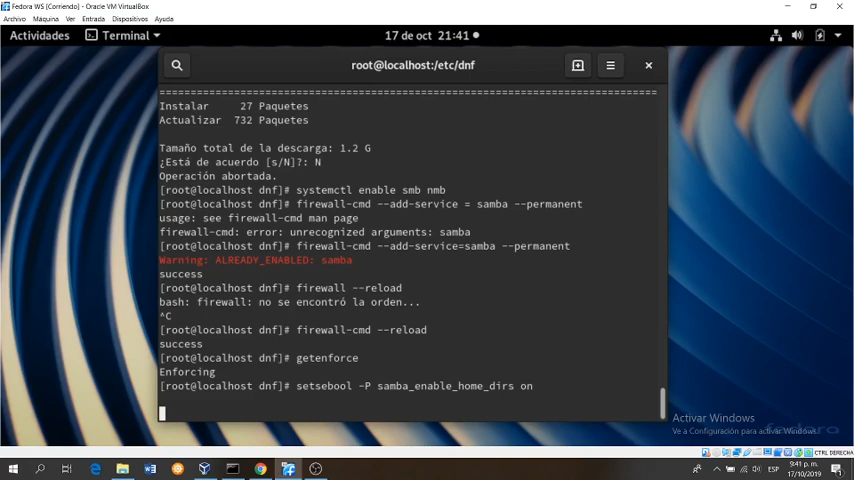 Fedora WS [Corriendo] - Oracle VM VirtualBox
Archivo Máquina Ver Entrada Dispositivos Ayuda
Actividades Terminal 17 de oct 21:41
root@localhost:/etc/dnf
================================================================================
Instalar 27 Paquetes
Actualizar 732 Paquetes
Tamaño total de la descarga: 1.2 G
¿Está de acuerdo [s/N]?: N
Operación abortada.
[root@localhost dnf]# systemctl enable smb nmb
[root@localhost dnf]# firewall-cmd --add-service = samba --permanent
usage: see firewall-cmd man page
firewall-cmd: error: unrecognized arguments: samba
[root@localhost dnf]# firewall-cmd --add-service=samba --permanent
Warning: ALREADY_ENABLED: samba
success
[root@localhost dnf]# firewall --reload
bash: firewall: no se encontró la orden...
^C
[root@localhost dnf]# firewall-cmd --reload
success
[root@localhost dnf]# getenforce
Enforcing
[root@localhost dnf]# setsebool -P samba_enable_home_dirs on
Activar Windows
Ve a Configuración para activar Windows.
fedora
CTRL DERECHA
ESP
9:41 p. m.
17/10/2019